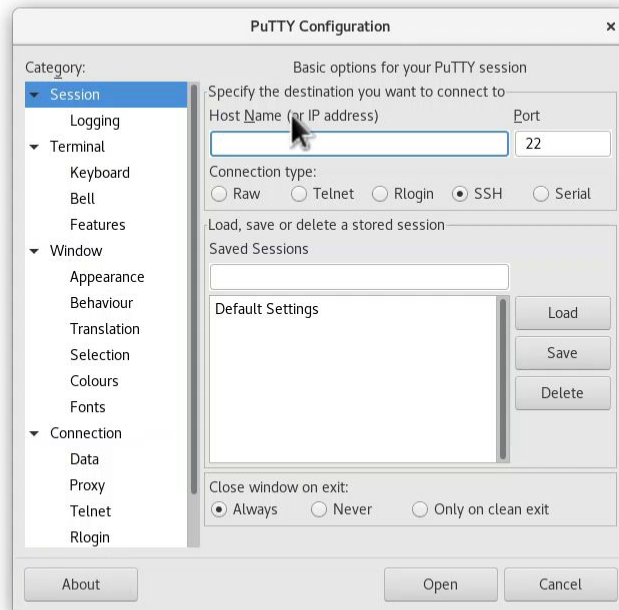 PuTTY Configuration
×
Category:
Basic options for your PuTTY session
Session
Logging
Terminal
Keyboard
Bell
Features
Window
Appearance
Behaviour
Translation
Selection
Colours
Fonts
Connection
Data
Proxy
Telnet
Rlogin
Specify the destination you want to connect to
Host Name (or IP address)
Port
22
Connection type:
Raw
Telnet
Rlogin
SSH
Serial
Load, save or delete a stored session
Saved Sessions
Default Settings
Load
Save
Delete
Close window on exit:
Always
Never
Only on clean exit
About
Open
Cancel